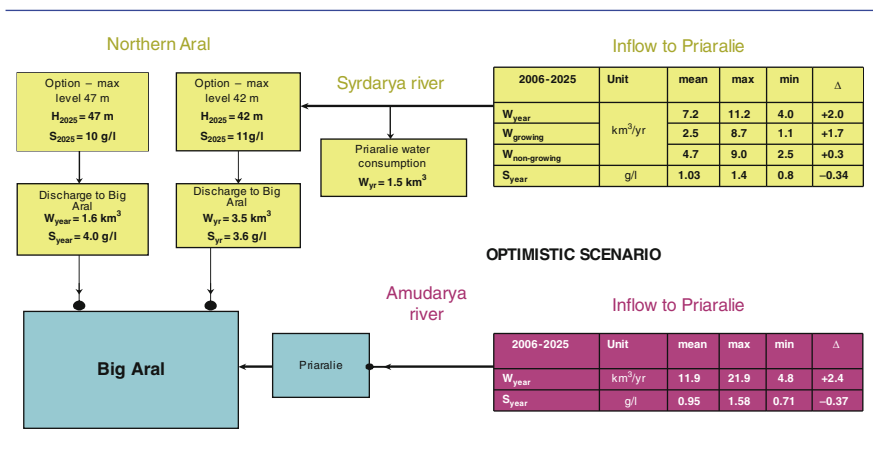 Northern Aral
Option – max
level 47 m
H2025 = 47 m
S2025 = 10 g/l
Option – max
level 42 m
H2025 = 42 m
S2025 = 11g/l
Syrdarya river
Priaralie water
consumption
Wyr = 1.5 km³
Discharge to Big
Aral
Wyear = 1.6 km³
Syear = 4.0 g/l
Discharge to Big
Aral
Wyr = 3.5 km³
Syr = 3.6 g/l
Inflow to Priaralie
2006-2025 Unit mean max min Δ
Wyear km³/yr 7.2 11.2 4.0 +2.0
Wgrowing 2.5 8.7 1.1 +1.7
Wnon-growing 4.7 9.0 2.5 +0.3
Syear g/l 1.03 1.4 0.8 –0.34
OPTIMISTIC SCENARIO
Big Aral
Priaralie
Amudarya
river
Inflow to Priaralie
2006-2025 Unit mean max min Δ
Wyear km³/yr 11.9 21.9 4.8 +2.4
Syear g/l 0.95 1.58 0.71 –0.37